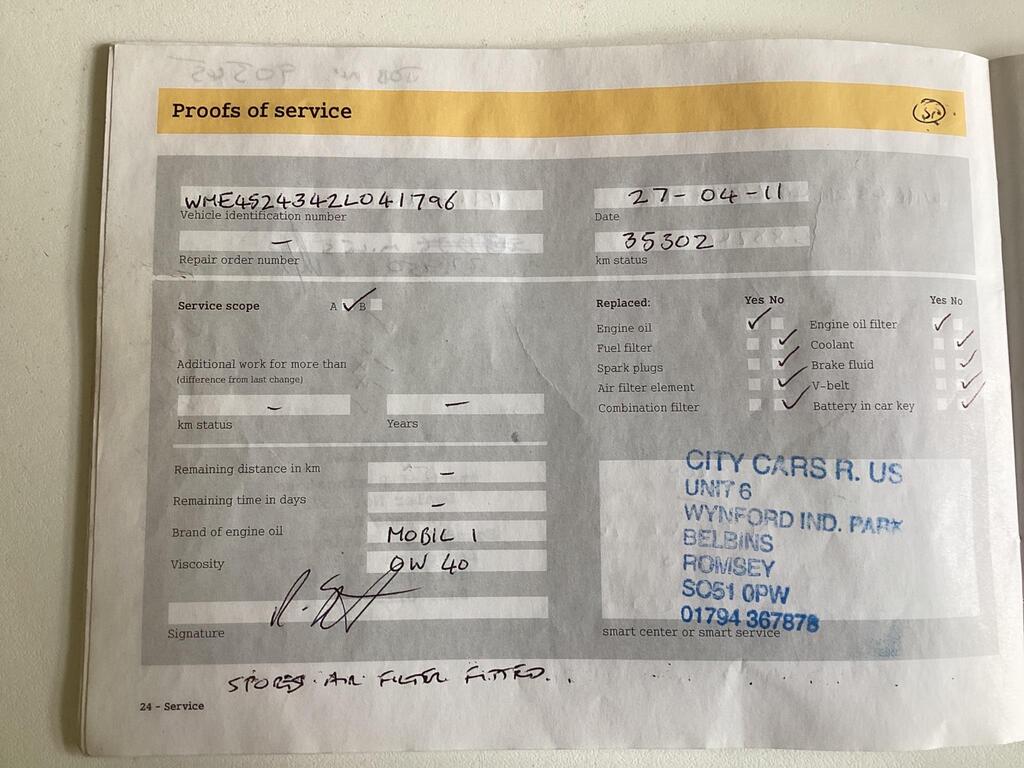 Proofs of service
WME4524342L041796
Vehicle identification number
27-04-11
Date
-
Repair order number
35302
km status
Service scope A ✓ B
Replaced: Yes No Yes No
Engine oil ✓ Engine oil filter ✓
Fuel filter ✓ Coolant ✓
Spark plugs ✓ Brake fluid ✓
Air filter element ✓ V-belt ✓
Combination filter ✓ Battery in car key ✓
Additional work for more than
(difference from last change)
- -
km status Years
Remaining distance in km -
Remaining time in days -
Brand of engine oil MOBIL 1
Viscosity 0W 40
Signature
CITY CARS R. US
UNIT 6
WYNFORD IND. PARK
BELBINS
ROMSEY
SO51 0PW
01794 367878
smart center or smart service
SPORES AIR FILTER FITTED..
24 - Service